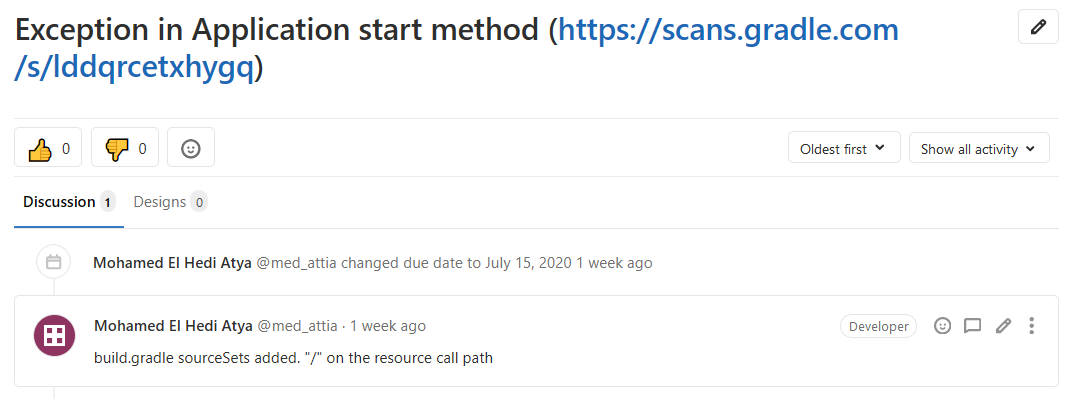 Exception in Application start method (https://scans.gradle.com
/s/lddqrcetxhygq)
0 0 Oldest first Show all activity
Discussion 1 Designs 0
Mohamed El Hedi Atya @med_attia changed due date to July 15, 2020 1 week ago
Mohamed El Hedi Atya @med_attia · 1 week ago Developer
build.gradle sourceSets added. "/" on the resource call path